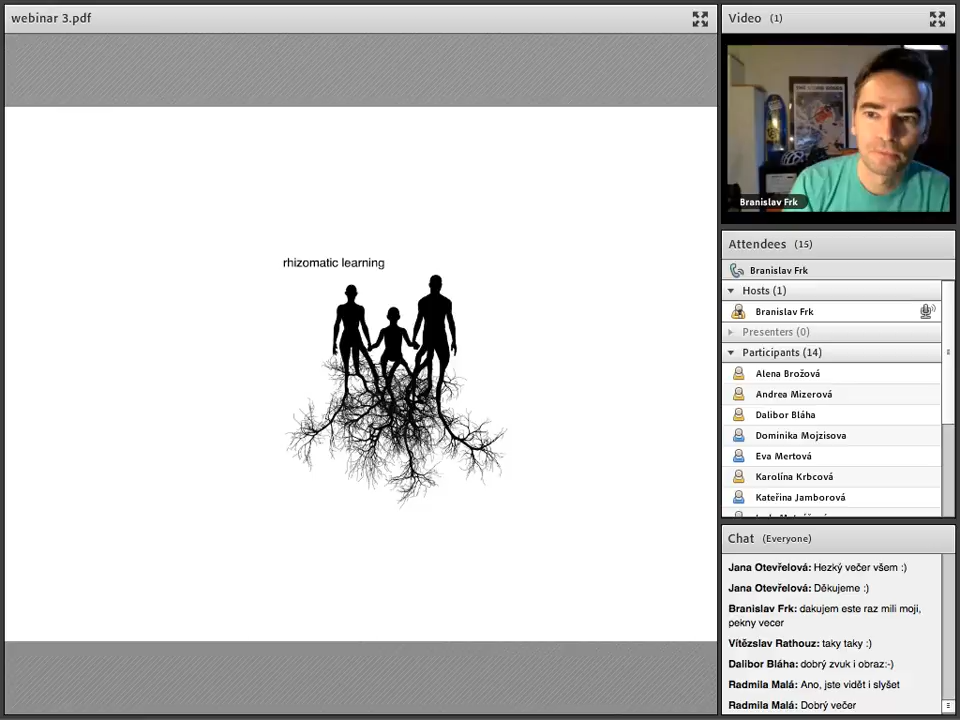 webinar 3.pdf
rhizomatic learning
Video (1)
Branislav Frk
Attendees (15)
Branislav Frk
Hosts (1)
Branislav Frk
Presenters (0)
Participants (14)
Alena Brožová
Andrea Mizerová
Dalibor Bláha
Dominika Mojzisova
Eva Mertová
Karolína Krbcová
Kateřina Jamborová
Chat (Everyone)
Jana Otevřelová: Hezký večer všem :)
Jana Otevřelová: Děkujeme :)
Branislav Frk: dakujem este raz mili moji,
pekny vecer
Vítězslav Rathouz: taky taky :)
Dalibor Bláha: dobrý zvuk i obraz:-)
Radmila Malá: Ano, jste vidět i slyšet
Radmila Malá: Dobrý večer